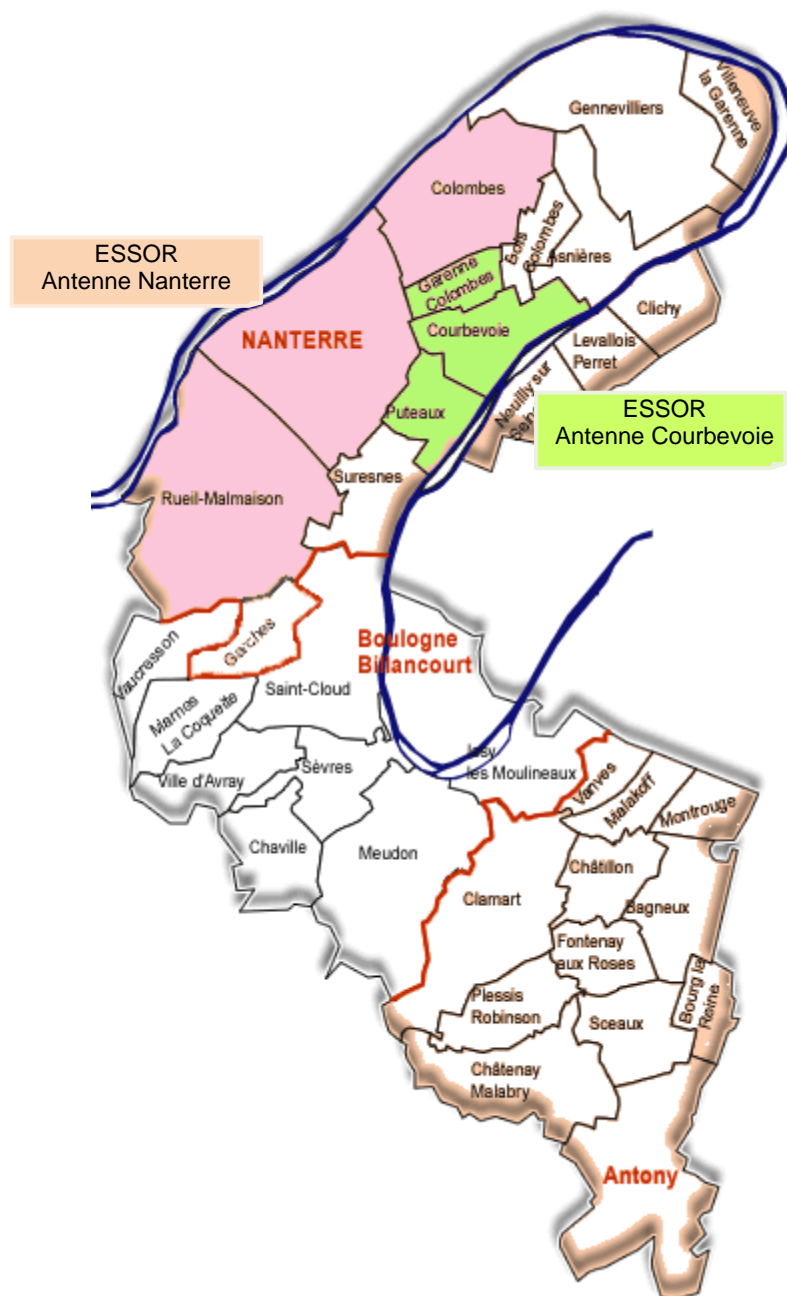 Villeneuve
la Garenne
Gennevilliers
Colombes
Bois
Colombes
Asnières
ESSOR
Antenne Nanterre
Garenne
Colombes
Clichy
NANTERRE
Courbevoie
Levallois
Perret
Neuilly sur
Puteaux
ESSOR
Antenne Courbevoie
Suresnes
Rueil-Malmaison
Vaucresson
Garches
Boulogne
Billancourt
Saint-Cloud
Marnes
La Coquette
Ville d'Avray
Sèvres
Issy
les Moulineaux
Vanves
Malakoff
Montrouge
Chaville
Meudon
Châtillon
Clamart
Bagneux
Fontenay
aux Roses
Bourg la
Reine
Plessis
Robinson
Sceaux
Châtenay
Malabry
Antony